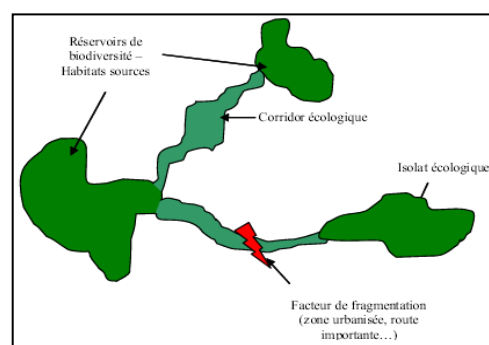 Réservoirs de
biodiversité –
Habitats sources
Corridor écologique
Isolat écologique
Facteur de fragmentation
(zone urbanisée, route
importante…)